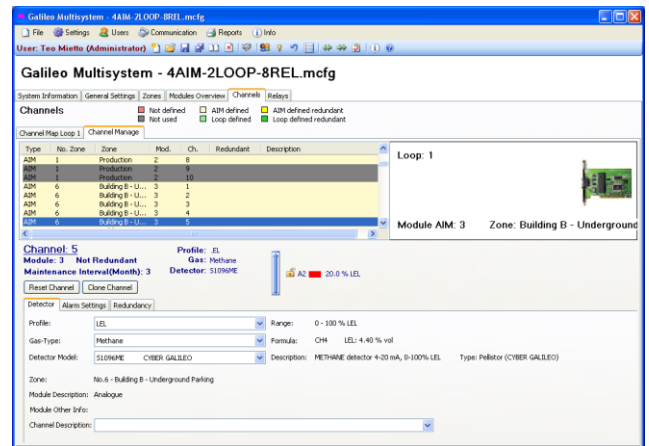 Galileo Multisystem - 4AIM-2LOOP-8REL.mcfg
File Settings Users Communication Reports Info
User: Teo Mietto (Administrator)
Galileo Multisystem - 4AIM-2LOOP-8REL.mcfg
System Information General Settings Zones Modules Overview Channels Relays
Channels
Not defined AIM defined AIM defined redundant
Not used Loop defined Loop defined redundant
Channel Map Loop 1 Channel Manage
Type No. Zone Zone Mod. Ch. Redundant Description
AIM 1 Production 2 8
AIM 1 Production 2 9
AIM 1 Production 2 10
AIM 6 Building B - U... 3 1
AIM 6 Building B - U... 3 2
AIM 6 Building B - U... 3 3
AIM 6 Building B - U... 3 4
AIM 6 Building B - U... 3 5
Loop: 1
Module AIM: 3 Zone: Building B - Underground
Channel: 5
Module: 3 Not Redundant
Maintenance Interval(Month): 3
Profile: .EL
Gas: Methane
Detector: S1096ME
A2 20.0 % LEL
Reset Channel Clone Channel
Detector Alarm Settings Redundancy
Profile: LEL Range: 0 - 100 % LEL
Gas-Type: Methane Formula: CH4 LEL: 4.40 % vol
Detector Model: S1096ME CYBER GALILEO Description: METHANE detector 4-20 mA, 0-100% LEL Type: Pellistor (CYBER GALILEO)
Zone: No.6 - Building B - Underground Parking
Module Description: Analogue
Module Other Info:
Channel Description: